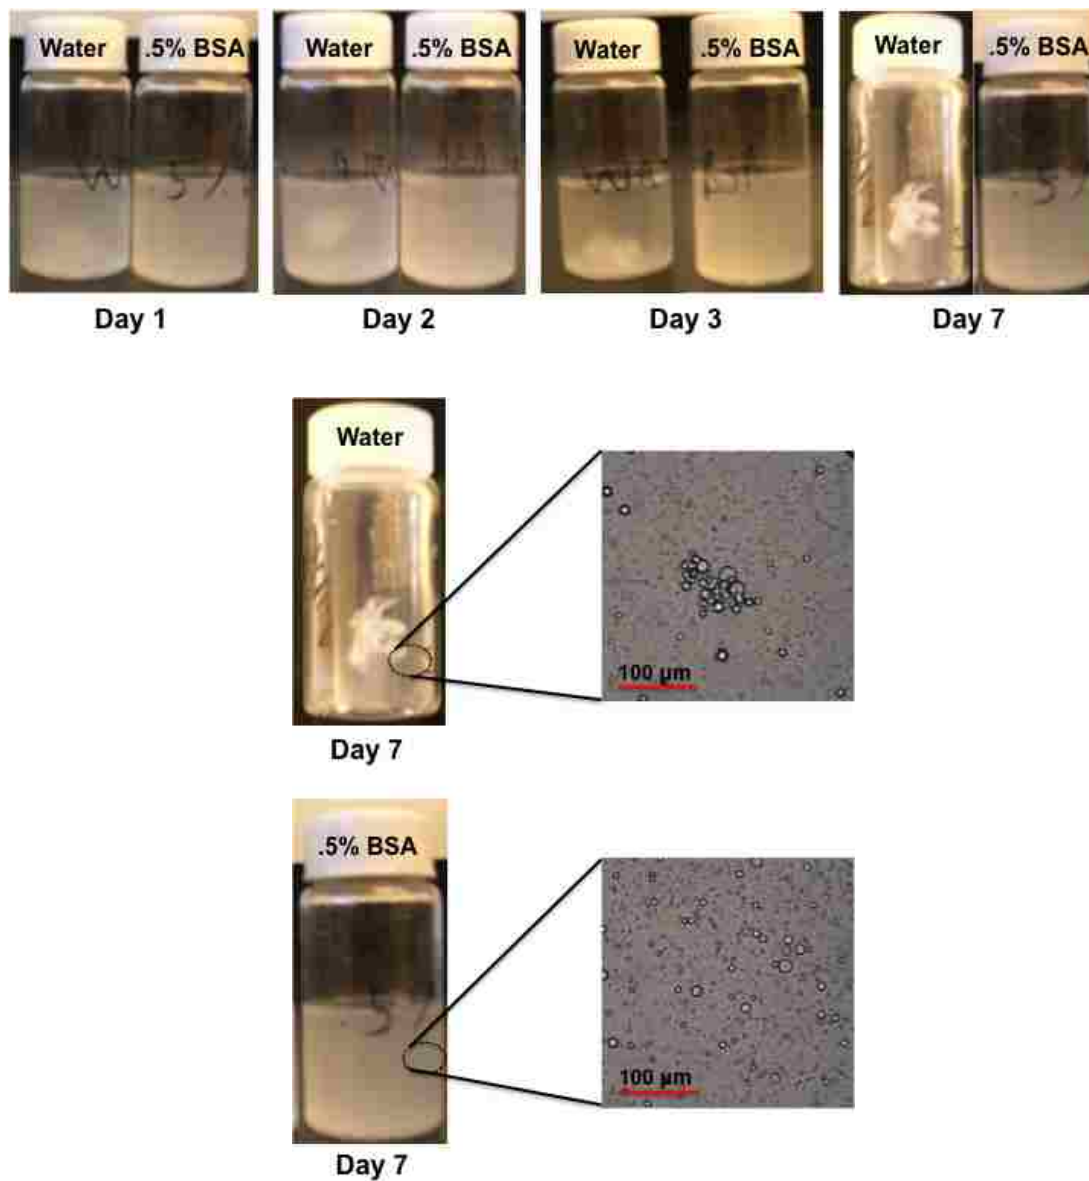 Water .5% BSA Water .5% BSA Water .5% BSA Water .5% BSA
Day 1 Day 2 Day 3 Day 7
Water
100 µm
Day 7
.5% BSA
100 µm
Day 7